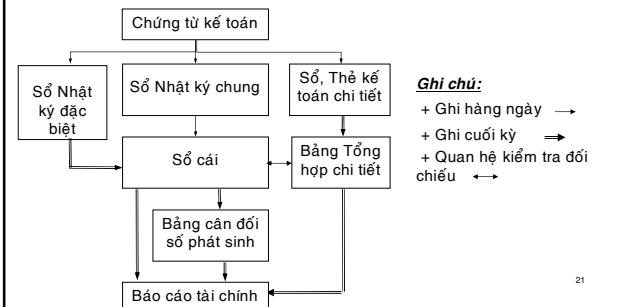 Chứng từ kế toán
Sổ Nhật
ký đặc
biệt
Sổ Nhật ký chung
Sổ, Thẻ kế
toán chi tiết
Sổ cái
Bảng Tổng
hợp chi tiết
Bảng cân đối
số phát sinh
Báo cáo tài chính
Ghi chú:
+ Ghi hàng ngày
+ Ghi cuối kỳ
+ Quan hệ kiểm tra đối
chiếu
21